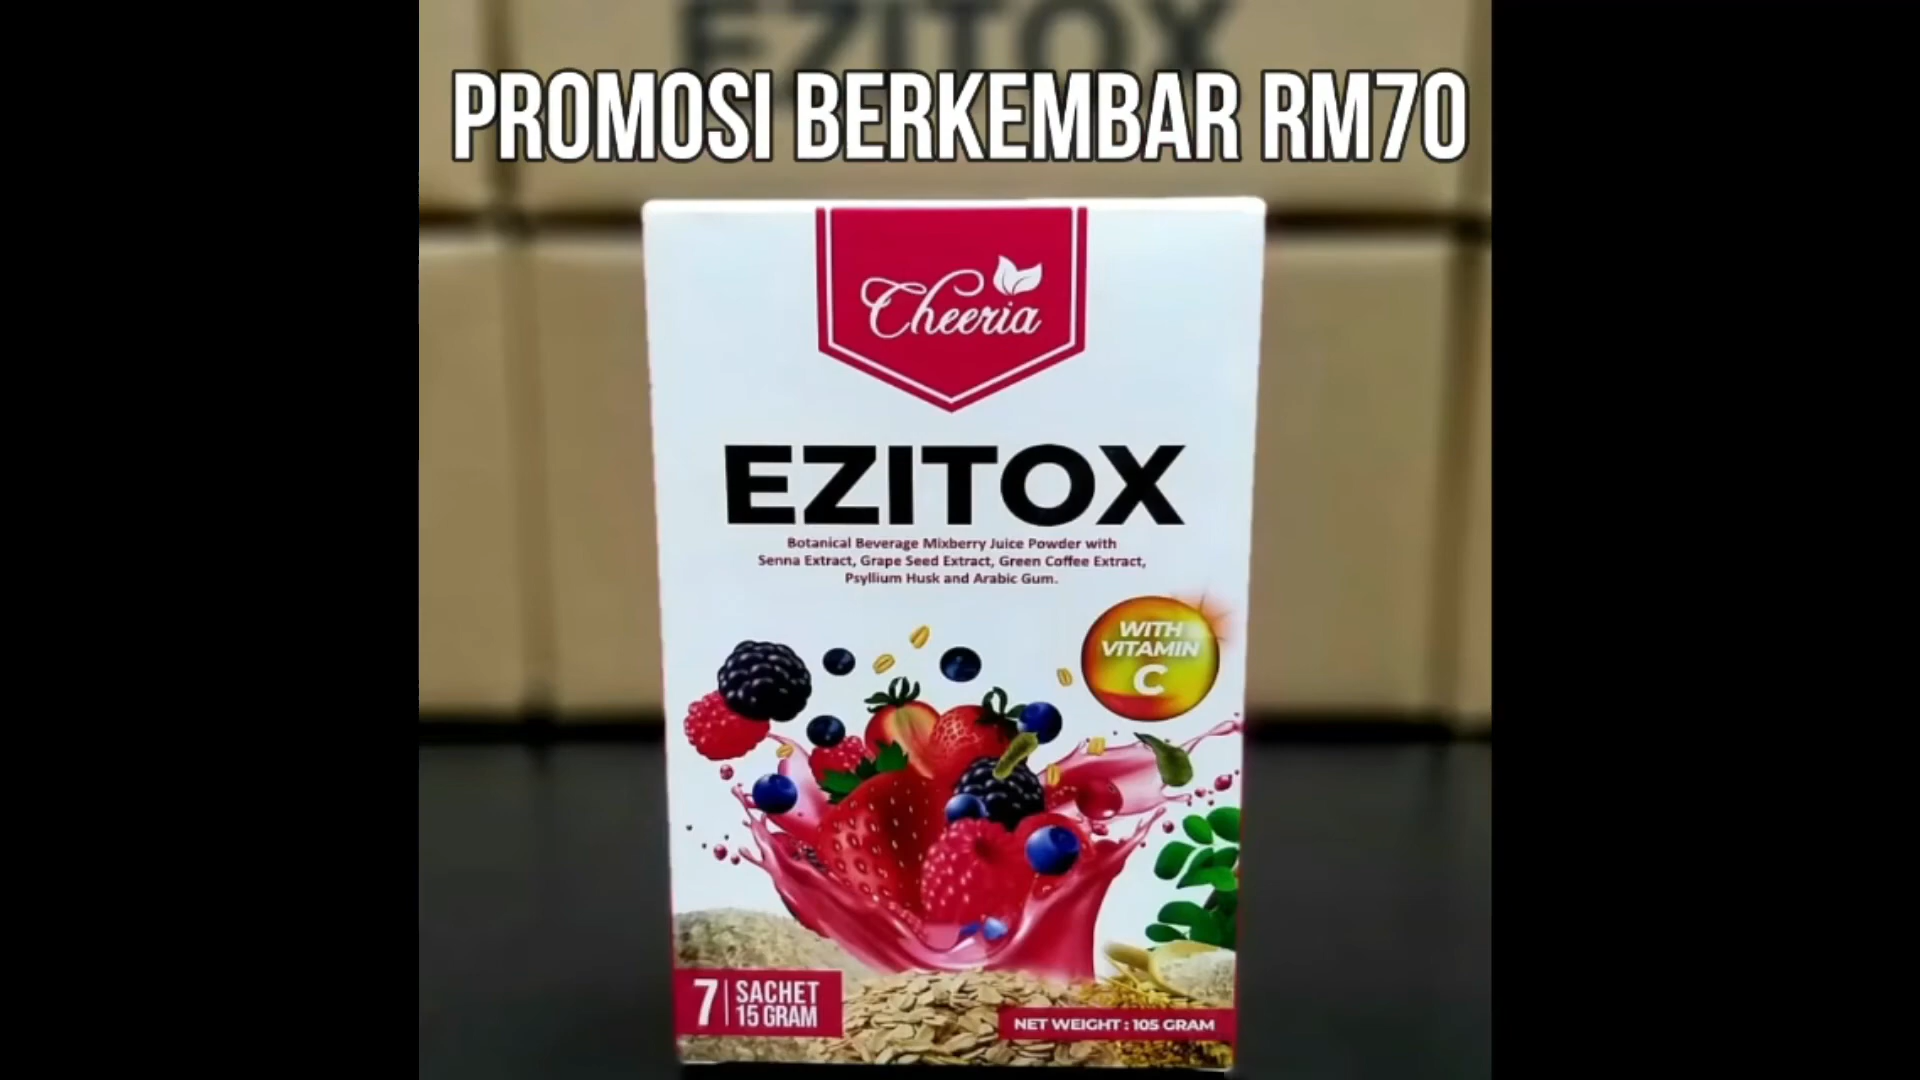 EZITOX
PROMOSI BERKEMBAR RM70
Cheeria
EZITOX
Botanical Beverage Mixberry Juice Powder with
Senna Extract, Grape Seed Extract, Green Coffee Extract,
Psyllium Husk and Arabic Gum.
WITH
VITAMIN
C
7 SACHET
15 GRAM
NET WEIGHT : 105 GRAM